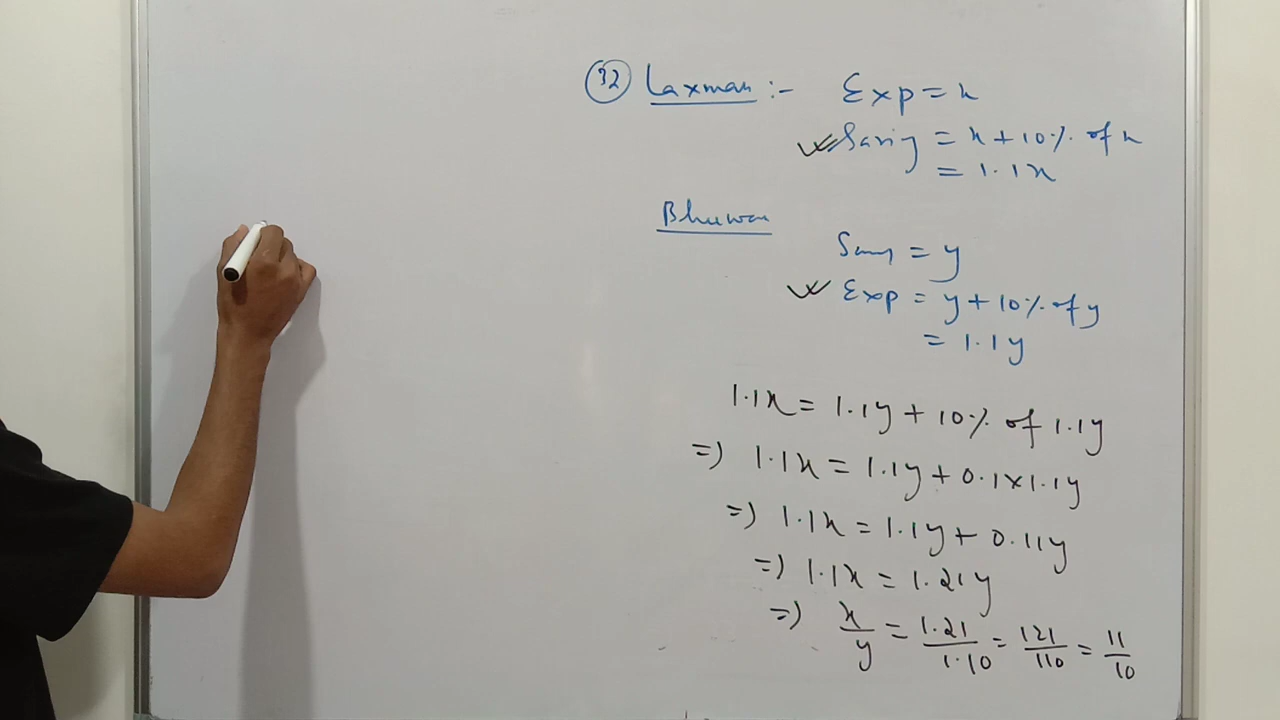 32 Laxman :- Exp = x
Saving = x + 10% of x
= 1.1x
Bhuwan
Saving = y
Exp = y + 10% of y
= 1.1y
1.1x = 1.1y + 10% of 1.1y
=) 1.1x = 1.1y + 0.1x1.1y
=) 1.1x = 1.1y + 0.11y
=) 1.1x = 1.21y
=) x/y = 1.21/1.10 = 121/110 = 11/10